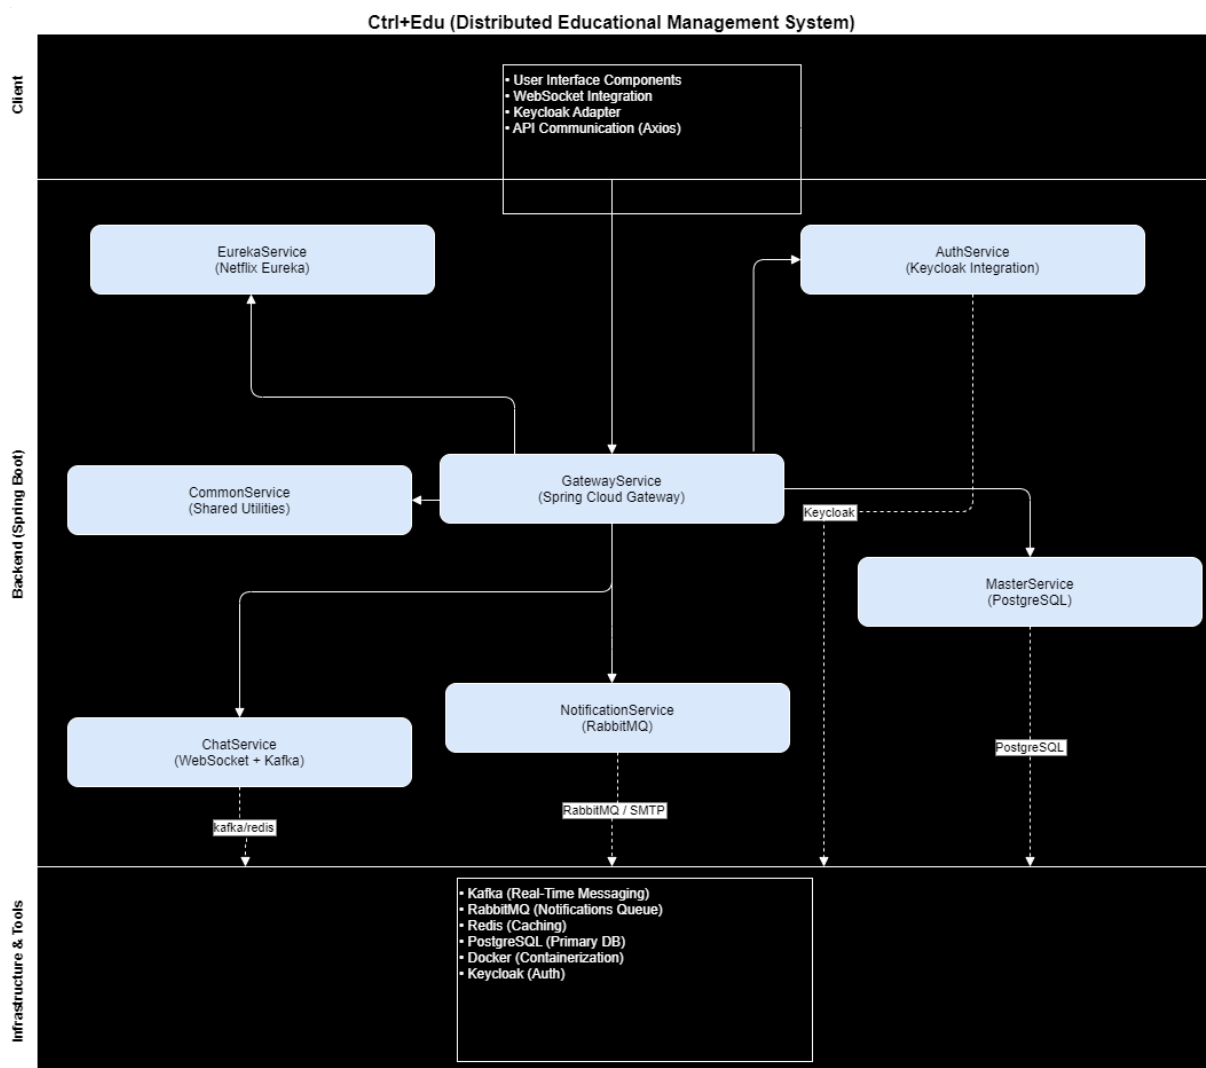 Ctrl+Edu (Distributed Educational Management System)
Client
• User Interface Components
• WebSocket Integration
• Keycloak Adapter
• API Communication (Axios)
Backend (Spring Boot)
EurekaService
(Netflix Eureka)
AuthService
(Keycloak Integration)
CommonService
(Shared Utilities)
GatewayService
(Spring Cloud Gateway)
Keycloak
MasterService
(PostgreSQL)
ChatService
(WebSocket + Kafka)
NotificationService
(RabbitMQ)
PostgreSQL
kafka/redis
RabbitMQ / SMTP
Infrastructure & Tools
• Kafka (Real-Time Messaging)
• RabbitMQ (Notifications Queue)
• Redis (Caching)
• PostgreSQL (Primary DB)
• Docker (Containerization)
• Keycloak (Auth)